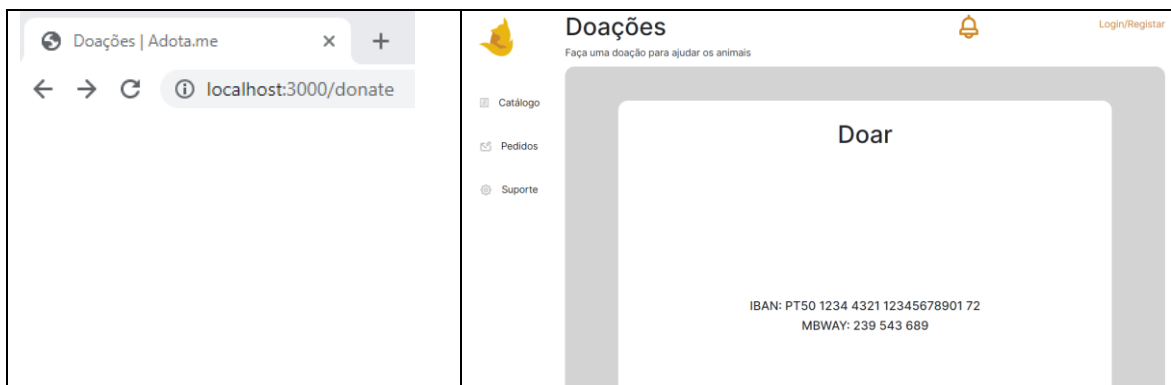 Doações | Adota.me
localhost:3000/donate
Doações
Login/Registar
Faça uma doação para ajudar os animais
Catálogo
Pedidos
Suporte
Doar
IBAN: PT50 1234 4321 12345678901 72
MBWAY: 239 543 689